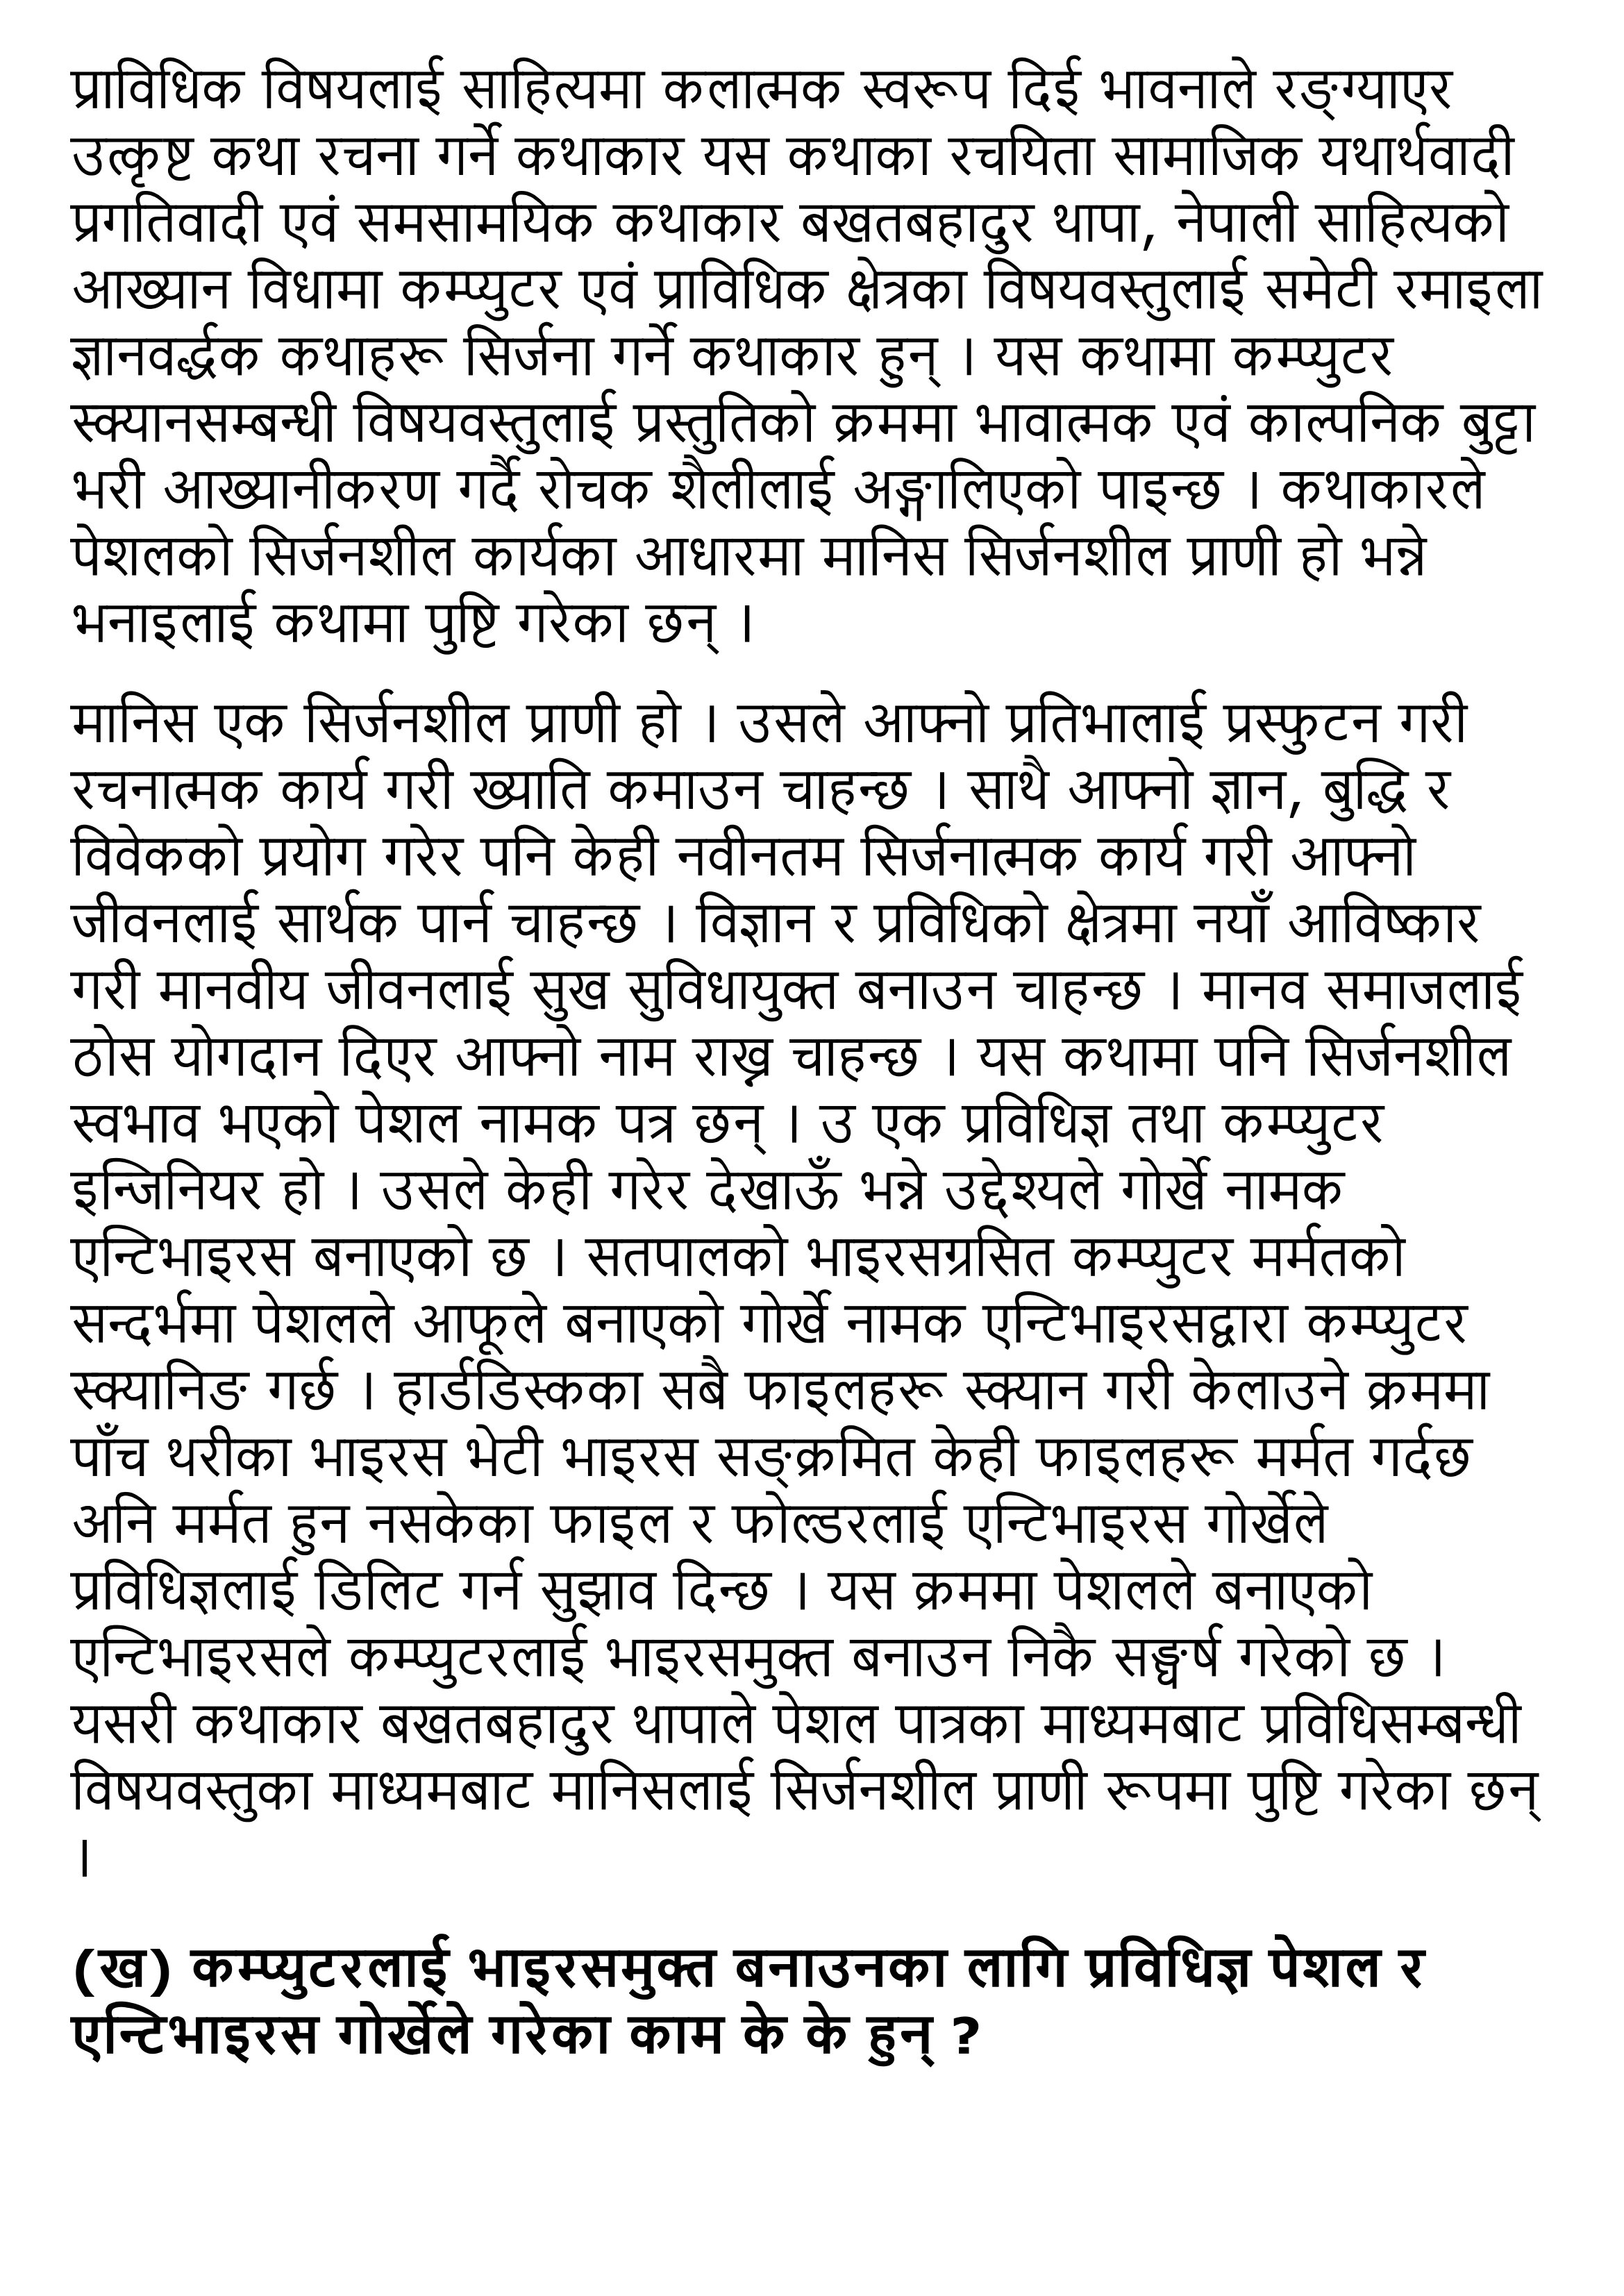 प्राविधिक विषयलाई साहित्यमा कलात्मक स्वरूप दिई भावनाले रङ्ग्याएर
उत्कृष्ट कथा रचना गर्ने कथाकार यस कथाका रचयिता सामाजिक यथार्थवादी
प्रगतिवादी एवं समसामयिक कथाकार बखतबहादुर थापा, नेपाली साहित्यको
आख्यान विधामा कम्प्युटर एवं प्राविधिक क्षेत्रका विषयवस्तुलाई समेटी रमाइला
ज्ञानवर्द्धक कथाहरू सिर्जना गर्ने कथाकार हुन् । यस कथामा कम्प्युटर
स्क्यानसम्बन्धी विषयवस्तुलाई प्रस्तुतिको क्रममा भावात्मक एवं काल्पनिक बुट्टा
भरी आख्यानीकरण गर्दै रोचक शैलीलाई अङ्गालिएको पाइन्छ । कथाकारले
पेशलको सिर्जनशील कार्यका आधारमा मानिस सिर्जनशील प्राणी हो भन्ने
भनाइलाई कथामा पुष्टि गरेका छन् ।
मानिस एक सिर्जनशील प्राणी हो । उसले आफ्नो प्रतिभालाई प्रस्फुटन गरी
रचनात्मक कार्य गरी ख्याति कमाउन चाहन्छ । साथै आफ्नो ज्ञान, बुद्धि र
विवेकको प्रयोग गरेर पनि केही नवीनतम सिर्जनात्मक कार्य गरी आफ्नो
जीवनलाई सार्थक पार्न चाहन्छ । विज्ञान र प्रविधिको क्षेत्रमा नयाँ आविष्कार
गरी मानवीय जीवनलाई सुख सुविधायुक्त बनाउन चाहन्छ । मानव समाजलाई
ठोस योगदान दिएर आफ्नो नाम राख्न चाहन्छ । यस कथामा पनि सिर्जनशील
स्वभाव भएको पेशल नामक पत्र छन् । उ एक प्रविधिज्ञ तथा कम्प्युटर
इन्जिनियर हो । उसले केही गरेर देखाऊँ भन्ने उद्देश्यले गोर्खे नामक
एन्टिभाइरस बनाएको छ । सतपालको भाइरसग्रसित कम्प्युटर मर्मतको
सन्दर्भमा पेशलले आफूले बनाएको गोर्खे नामक एन्टिभाइरसद्वारा कम्प्युटर
स्क्यानिङ गर्छ । हार्डडिस्कका सबै फाइलहरू स्क्यान गरी केलाउने क्रममा
पाँच थरीका भाइरस भेटी भाइरस सङ्क्रमित केही फाइलहरू मर्मत गर्दछ
अनि मर्मत हुन नसकेका फाइल र फोल्डरलाई एन्टिभाइरस गोर्खेले
प्रविधिज्ञलाई डिलिट गर्न सुझाव दिन्छ । यस क्रममा पेशलले बनाएको
एन्टिभाइरसले कम्प्युटरलाई भाइरसमुक्त बनाउन निकै सङ्घर्ष गरेको छ ।
यसरी कथाकार बखतबहादुर थापाले पेशल पात्रका माध्यमबाट प्रविधिसम्बन्धी
विषयवस्तुका माध्यमबाट मानिसलाई सिर्जनशील प्राणी रूपमा पुष्टि गरेका छन्
।
(ख) कम्प्युटरलाई भाइरसमुक्त बनाउनका लागि प्रविधिज्ञ पेशल र
एन्टिभाइरस गोर्खेले गरेका काम के के हुन् ?